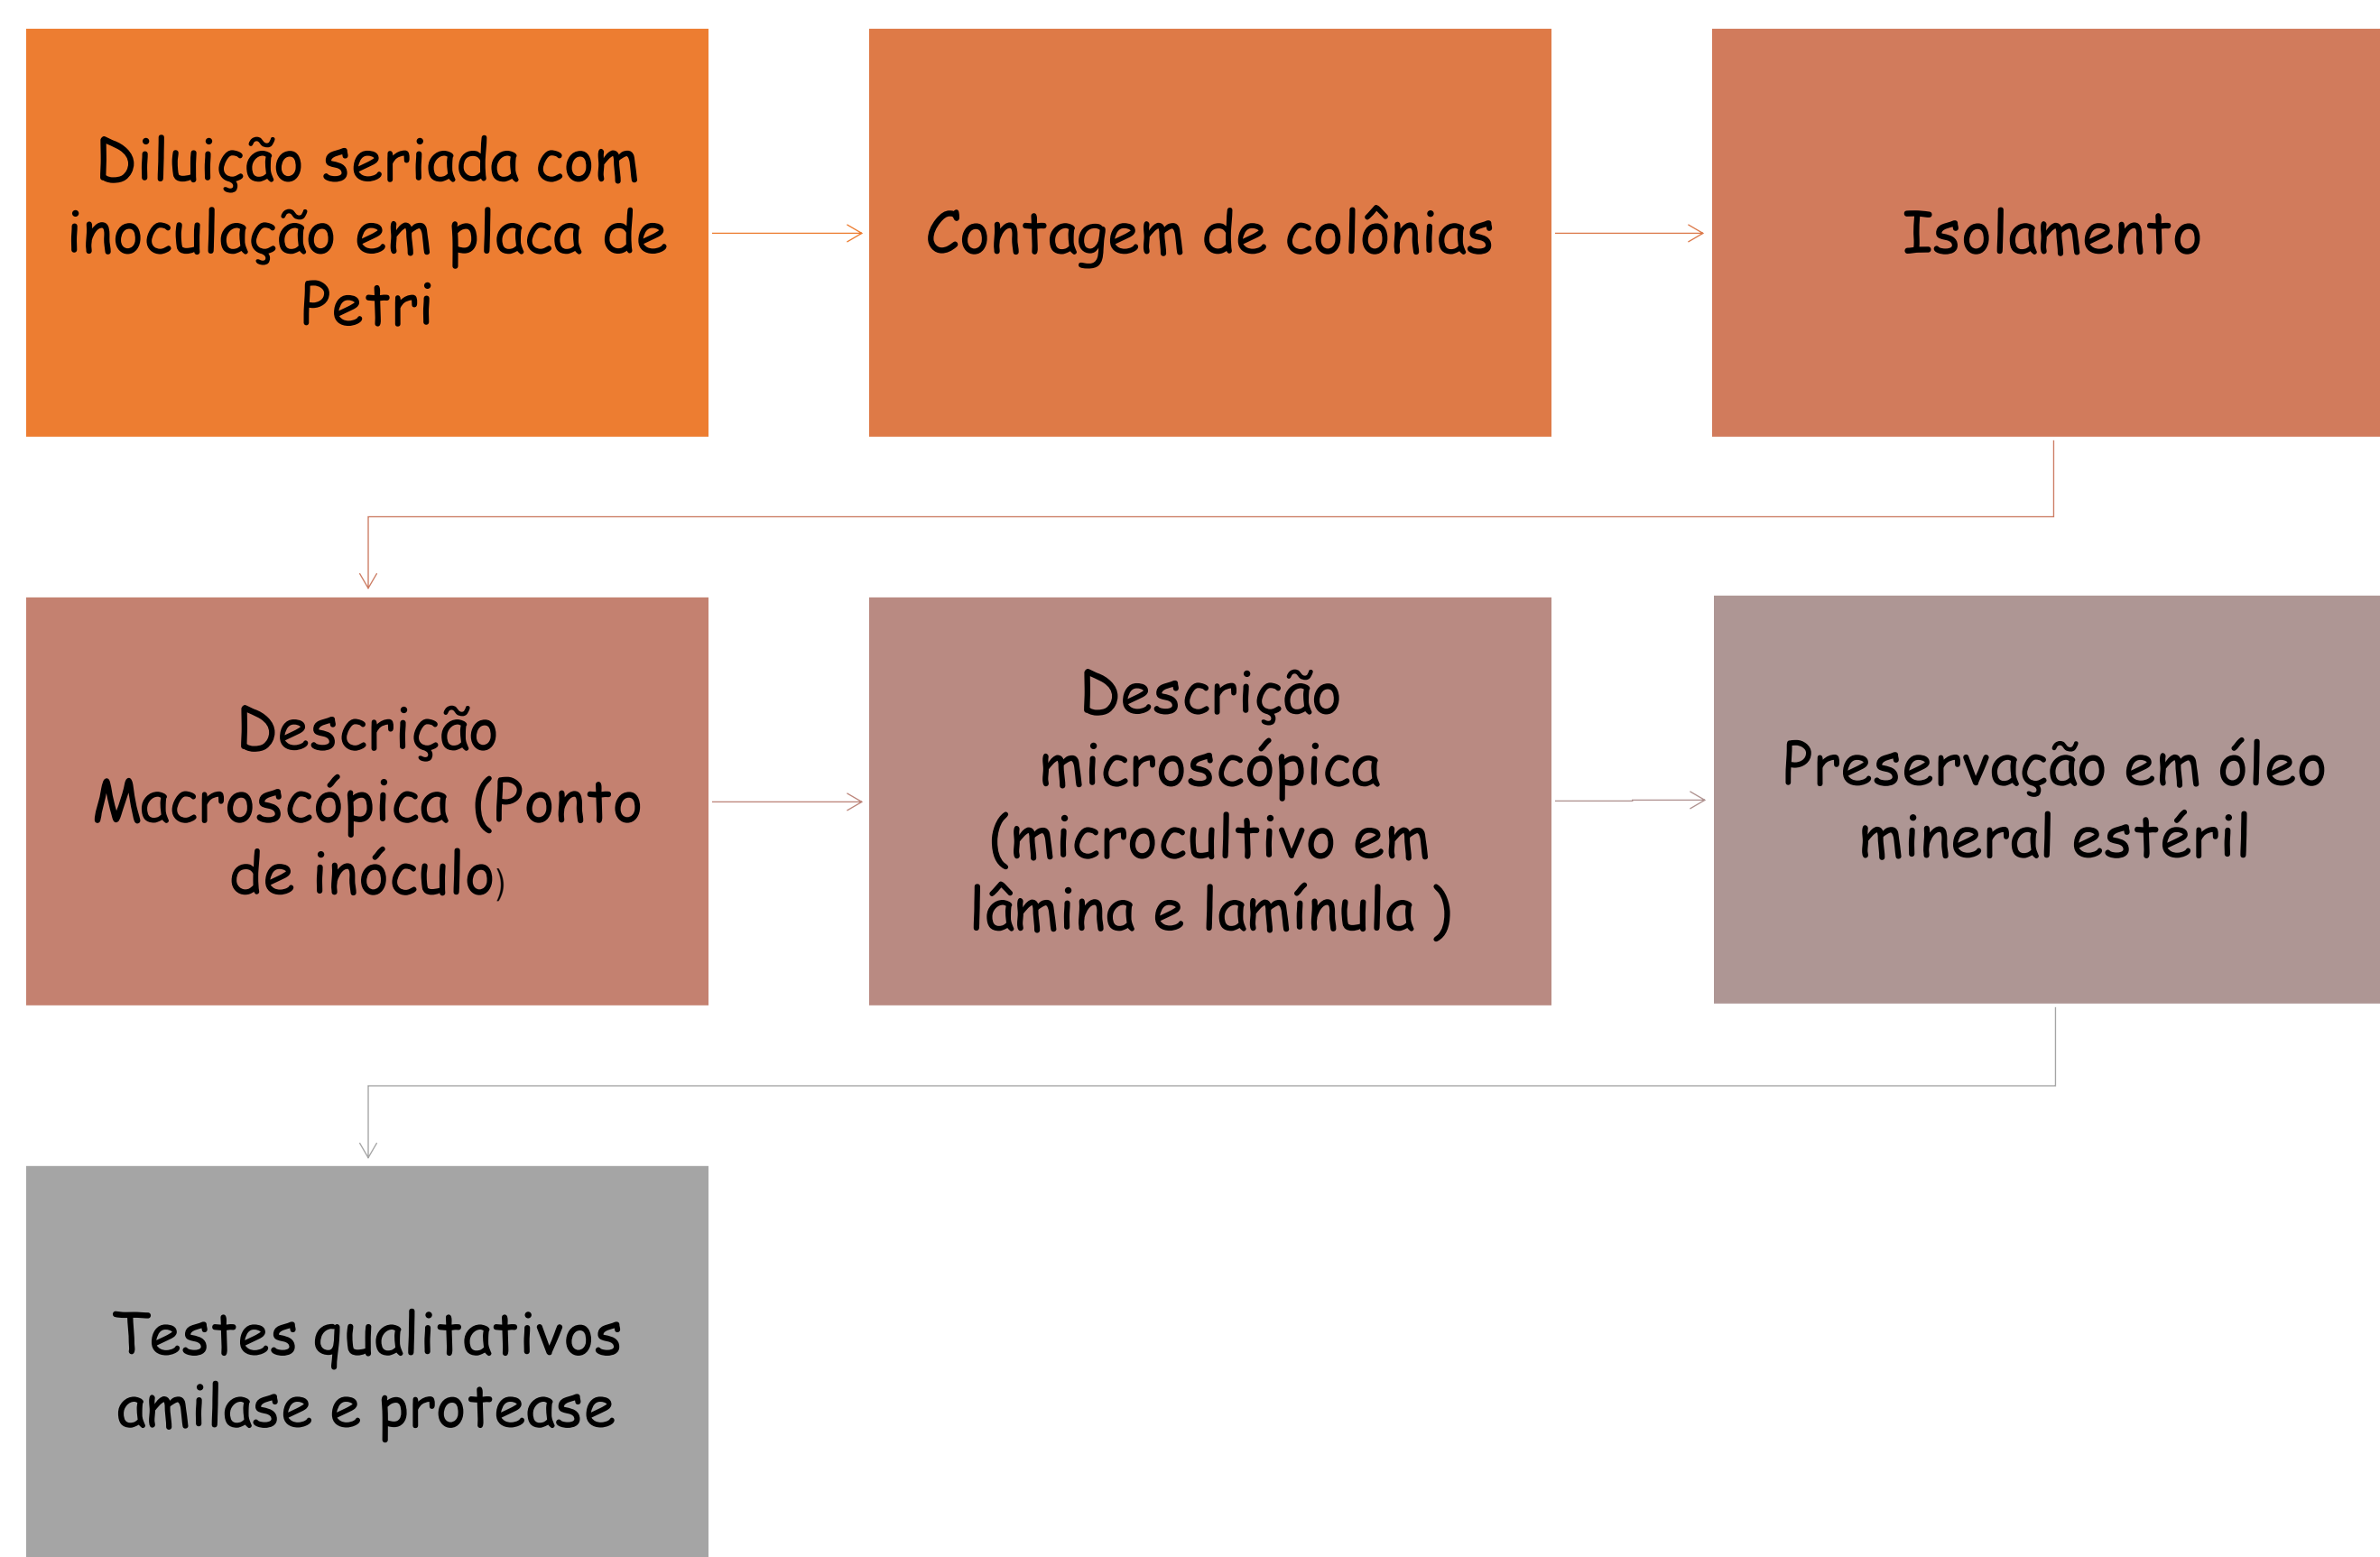 Diluição seriada com
inoculação em placa de
Petri
Contagem de colônias
Isolamento
Descrição
Macroscópica (Ponto
de inóculo)
Descrição
microscópica
(microcultivo em
lâmina e lamínula )
Preservação em óleo
mineral estéril
Testes qualitativos
amilase e protease